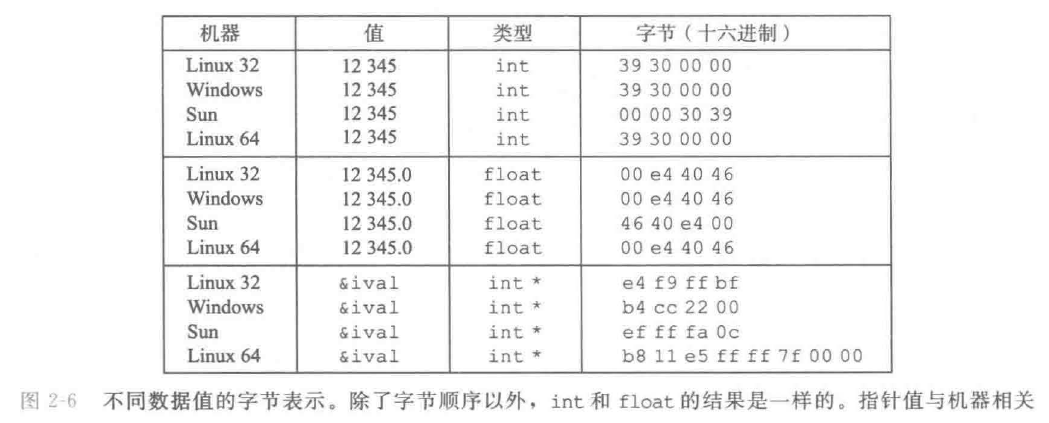 机器 值 类型 字节（十六进制）
Linux 32 12 345 int 39 30 00 00
Windows 12 345 int 39 30 00 00
Sun 12 345 int 00 00 30 39
Linux 64 12 345 int 39 30 00 00
Linux 32 12 345.0 float 00 e4 40 46
Windows 12 345.0 float 00 e4 40 46
Sun 12 345.0 float 46 40 e4 00
Linux 64 12 345.0 float 00 e4 40 46
Linux 32 &ival int * e4 f9 ff bf
Windows &ival int * b4 cc 22 00
Sun &ival int * ef ff fa 0c
Linux 64 &ival int * b8 11 e5 ff ff 7f 00 00
图 2-6 不同数据值的字节表示。除了字节顺序以外，int 和 float 的结果是一样的。指针值与机器相关